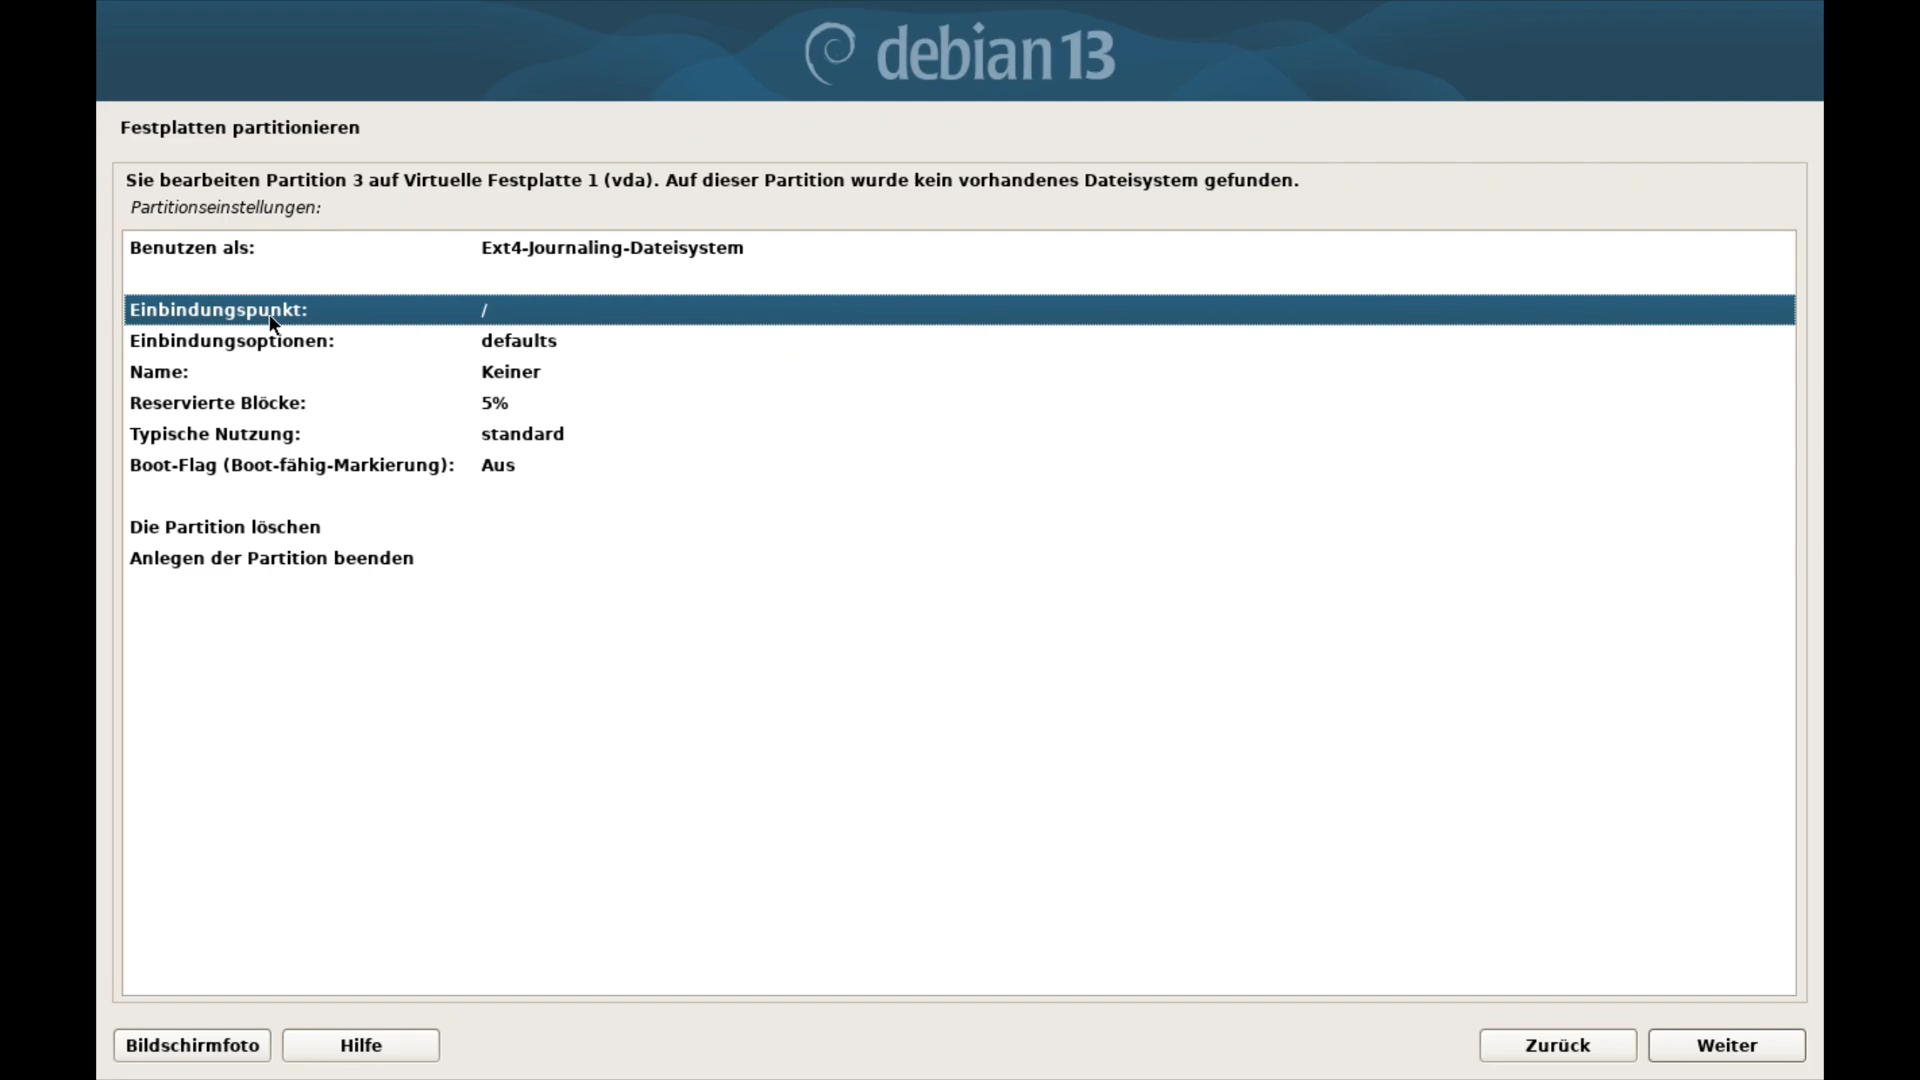 debian 13
Festplatten partitionieren
Sie bearbeiten Partition 3 auf Virtuelle Festplatte 1 (vda). Auf dieser Partition wurde kein vorhandenes Dateisystem gefunden.
Partitionseinstellungen:
Benutzen als: Ext4-Journaling-Dateisystem
Einbindungspunkt: /
Einbindungsoptionen: defaults
Name: Keiner
Reservierte Blöcke: 5%
Typische Nutzung: standard
Boot-Flag (Boot-fähig-Markierung): Aus
Die Partition löschen
Anlegen der Partition beenden
Bildschirmfoto Hilfe Zurück Weiter